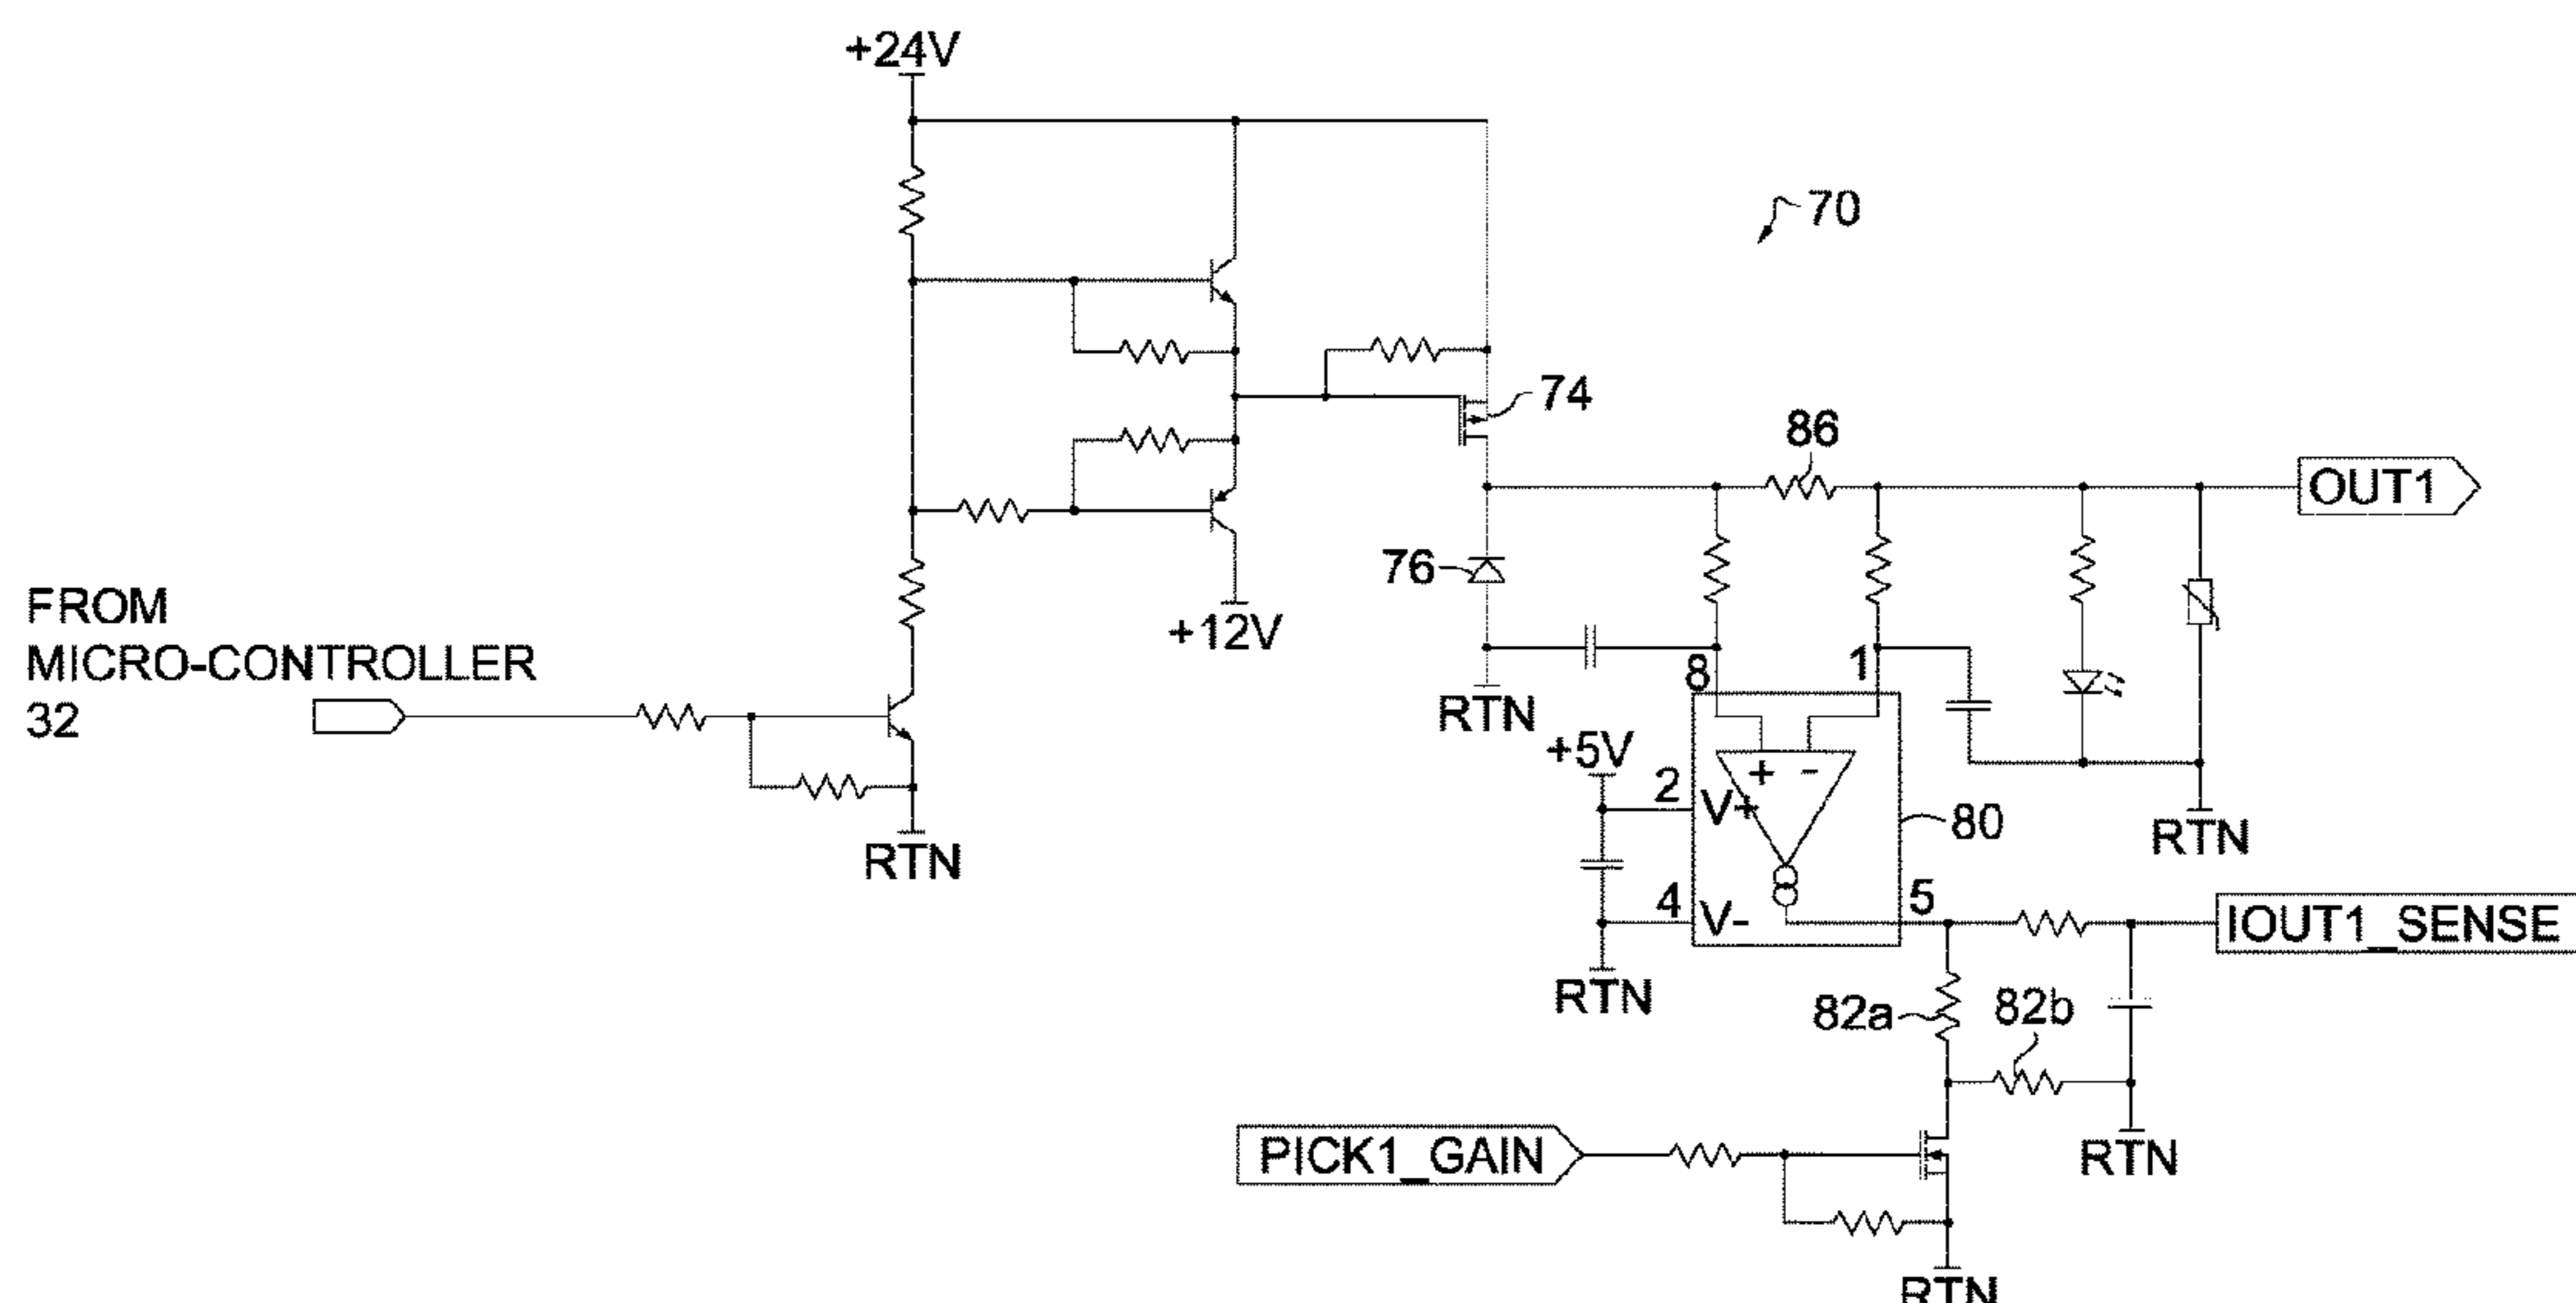 +24V
70
74
86
OUT1
76
+12V
FROM
MICRO-CONTROLLER
32
8
1
RTN
+5V
2
V+
+ -
80
RTN
RTN
4
V-
5
IOUT1_SENSE
RTN
82a
82b
PICK1_GAIN
RTN
RTN